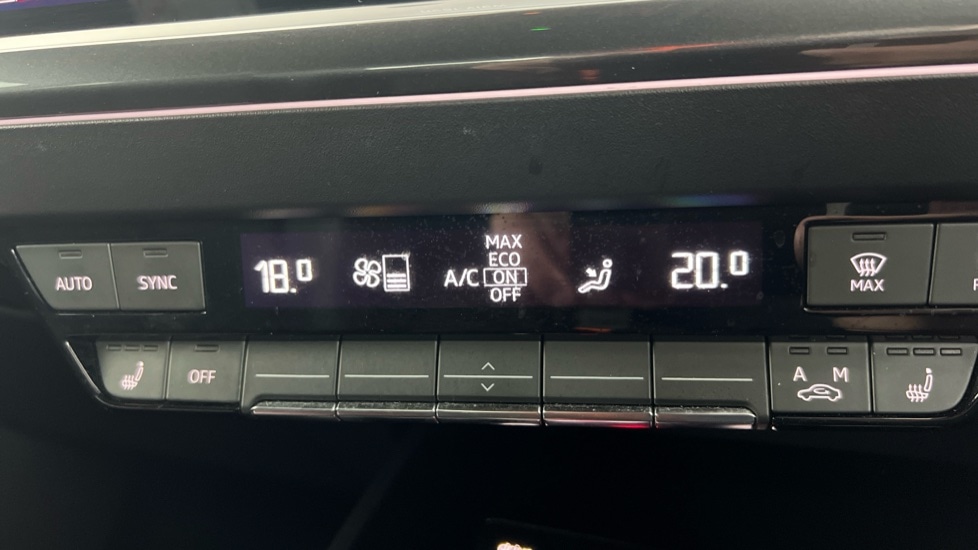 AUTO SYNC
18.0
A/C
MAX
ECO
ON
OFF
20.0
MAX
OFF
A M